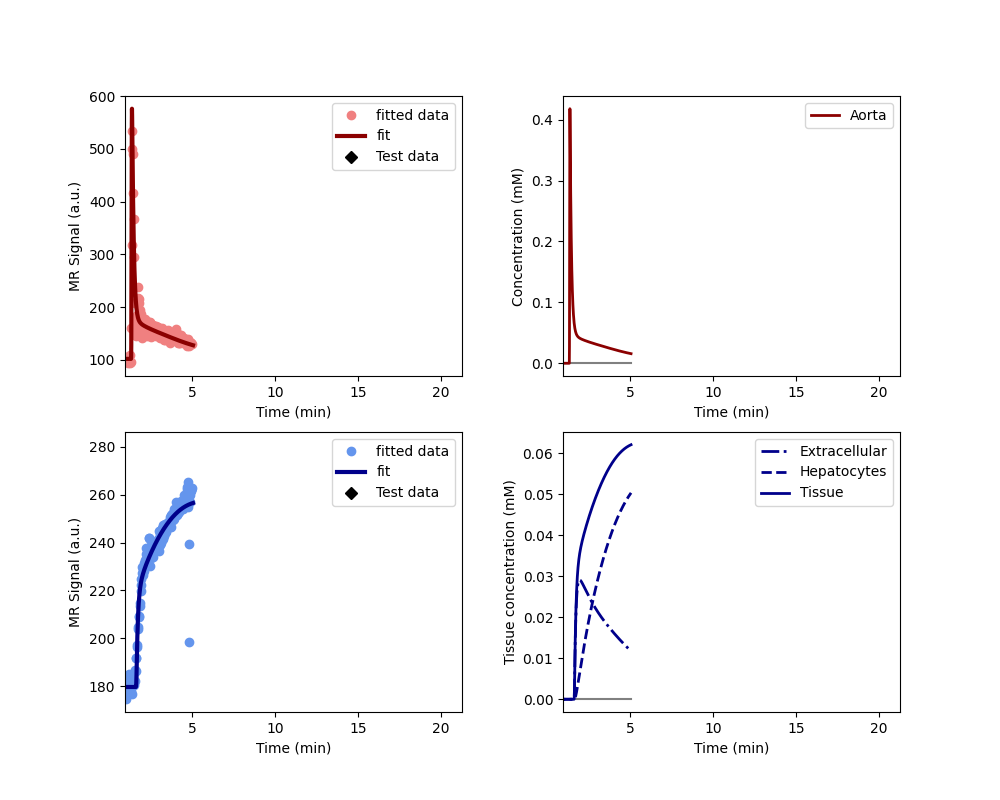 600
500
400
300
200
100
MR Signal (a.u.)
5 10 15 20
Time (min)
fitted data
fit
Test data
0.4
0.3
0.2
0.1
0.0
Concentration (mM)
5 10 15 20
Time (min)
Aorta
280
260
240
220
200
180
MR Signal (a.u.)
5 10 15 20
Time (min)
fitted data
fit
Test data
0.06
0.05
0.04
0.03
0.02
0.01
0.00
Tissue concentration (mM)
5 10 15 20
Time (min)
Extracellular
Hepatocytes
Tissue